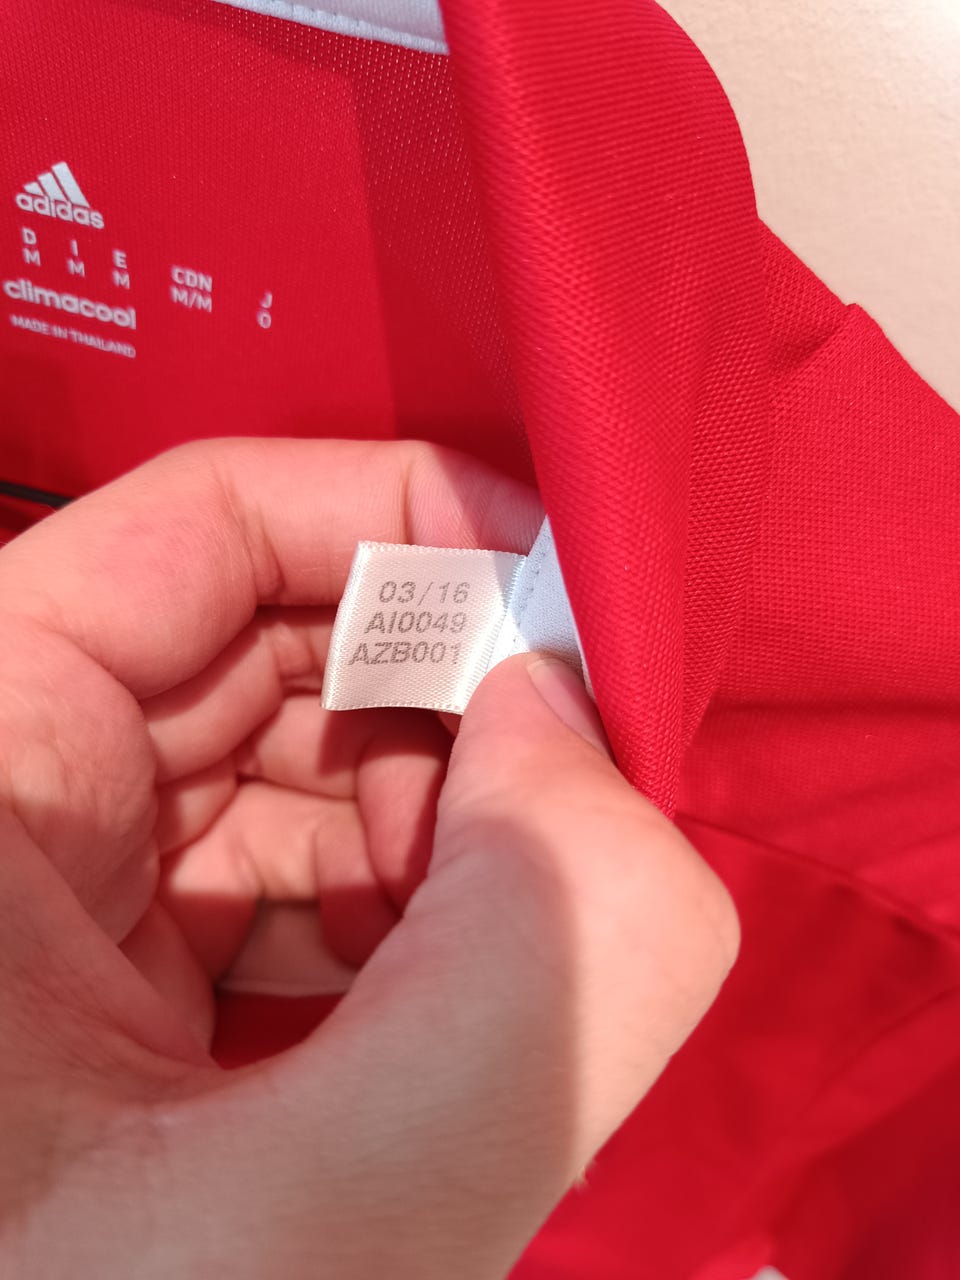 adidas
D I E CDN J
M M M M/M O
climacool
MADE IN THAILAND
03/16
AI0049
AZB001